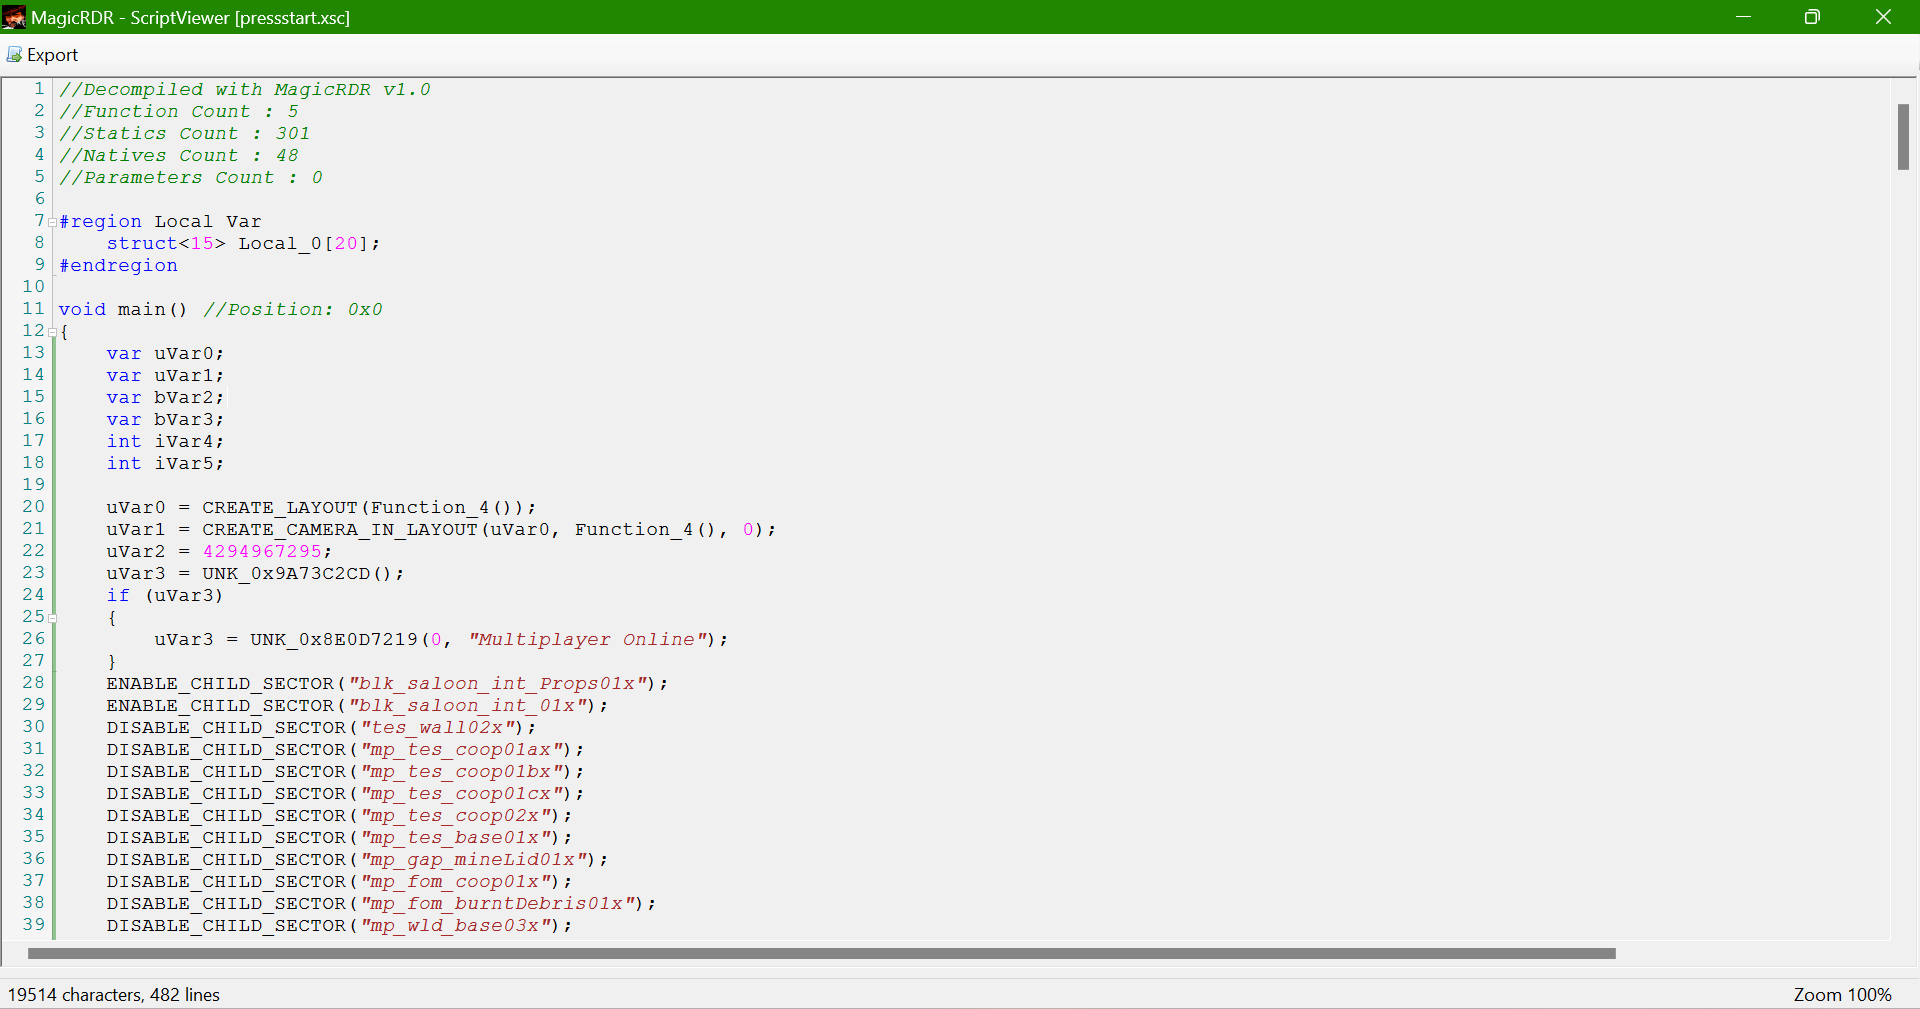 MagicRDR - ScriptViewer [pressstart.xsc]
Export
1 //Decompiled with MagicRDR v1.0
2 //Function Count : 5
3 //Statics Count : 301
4 //Natives Count : 48
5 //Parameters Count : 0
6
7 #region Local Var
8 struct<15> Local_0[20];
9 #endregion
10
11 void main() //Position: 0x0
12 {
13 var uVar0;
14 var uVar1;
15 var bVar2;
16 var bVar3;
17 int iVar4;
18 int iVar5;
19
20 uVar0 = CREATE_LAYOUT(Function_4());
21 uVar1 = CREATE_CAMERA_IN_LAYOUT(uVar0, Function_4(), 0);
22 uVar2 = 4294967295;
23 uVar3 = UNK_0x9A73C2CD();
24 if (uVar3)
25 {
26 uVar3 = UNK_0x8E0D7219(0, "Multiplayer Online");
27 }
28 ENABLE_CHILD_SECTOR("blk_saloon_int_Props01x");
29 ENABLE_CHILD_SECTOR("blk_saloon_int_01x");
30 DISABLE_CHILD_SECTOR("tes_wall02x");
31 DISABLE_CHILD_SECTOR("mp_tes_coop01ax");
32 DISABLE_CHILD_SECTOR("mp_tes_coop01bx");
33 DISABLE_CHILD_SECTOR("mp_tes_coop01cx");
34 DISABLE_CHILD_SECTOR("mp_tes_coop02x");
35 DISABLE_CHILD_SECTOR("mp_tes_base01x");
36 DISABLE_CHILD_SECTOR("mp_gap_mineLid01x");
37 DISABLE_CHILD_SECTOR("mp_fom_coop01x");
38 DISABLE_CHILD_SECTOR("mp_fom_burntDebris01x");
39 DISABLE_CHILD_SECTOR("mp_wld_base03x");
19514 characters, 482 lines
Zoom 100%